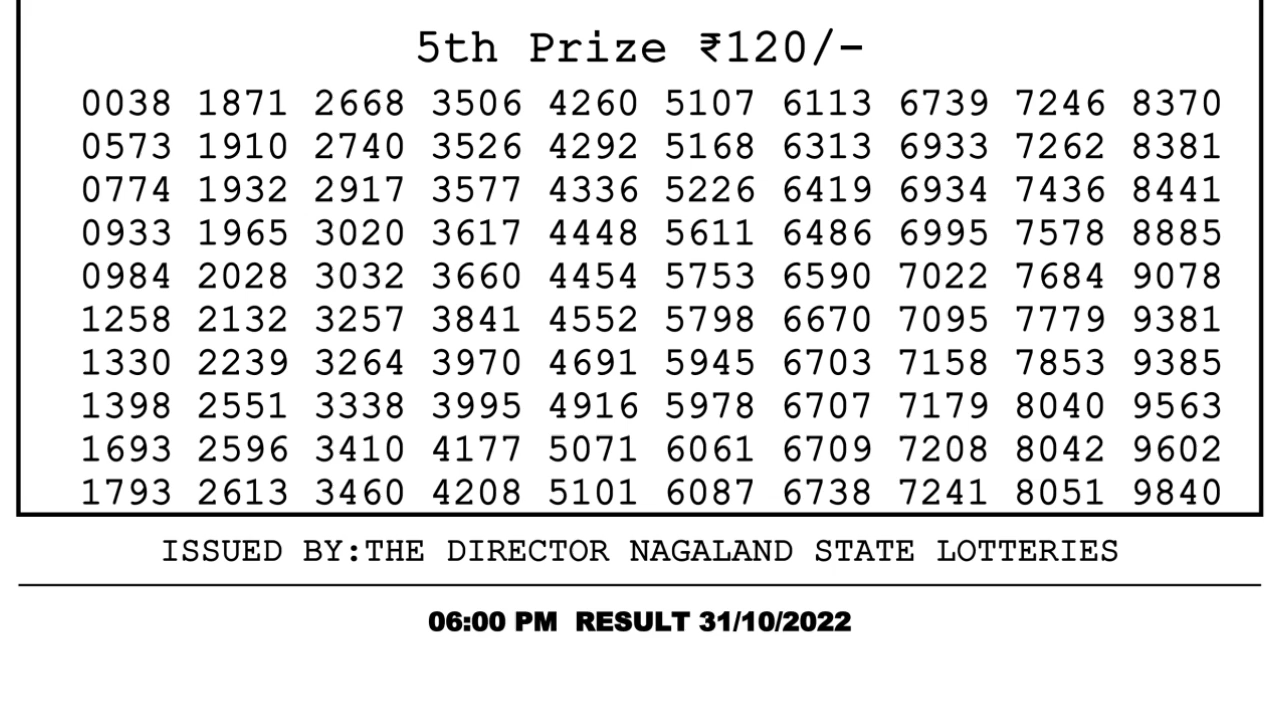 5th Prize ₹120/-
0038 1871 2668 3506 4260 5107 6113 6739 7246 8370
0573 1910 2740 3526 4292 5168 6313 6933 7262 8381
0774 1932 2917 3577 4336 5226 6419 6934 7436 8441
0933 1965 3020 3617 4448 5611 6486 6995 7578 8885
0984 2028 3032 3660 4454 5753 6590 7022 7684 9078
1258 2132 3257 3841 4552 5798 6670 7095 7779 9381
1330 2239 3264 3970 4691 5945 6703 7158 7853 9385
1398 2551 3338 3995 4916 5978 6707 7179 8040 9563
1693 2596 3410 4177 5071 6061 6709 7208 8042 9602
1793 2613 3460 4208 5101 6087 6738 7241 8051 9840
ISSUED BY:THE DIRECTOR NAGALAND STATE LOTTERIES
06:00 PM RESULT 31/10/2022